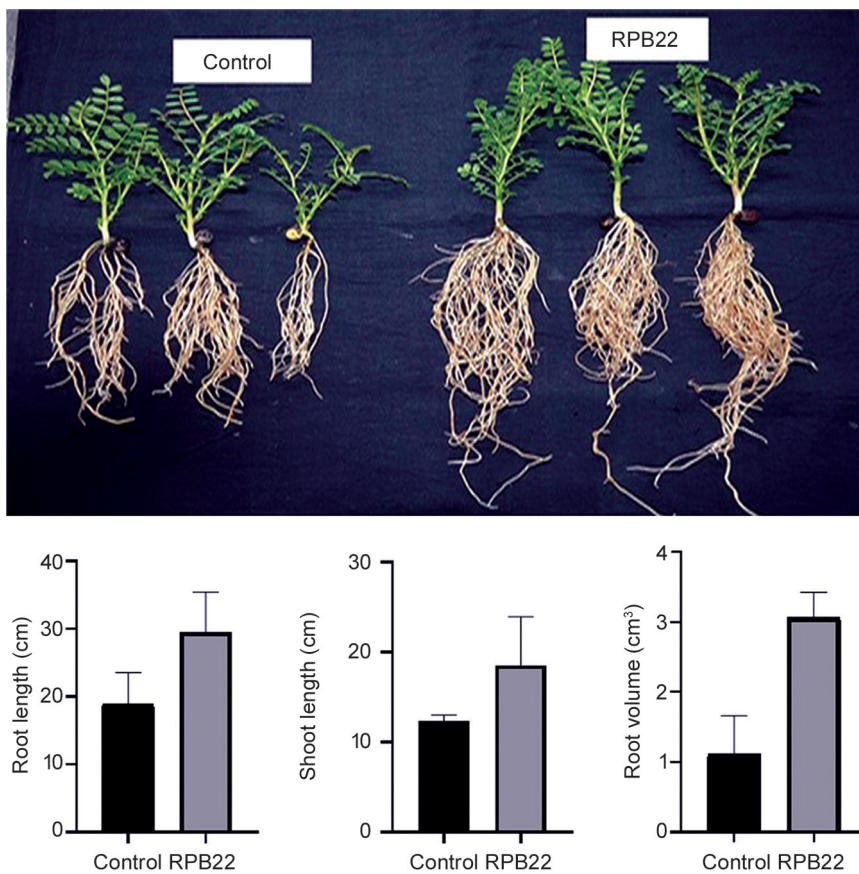 Control
RPB22
40
30
20
10
0
Root length (cm)
Control RPB22
30
20
10
0
Shoot length (cm)
Control RPB22
4
3
2
1
0
Root volume (cm³)
Control RPB22